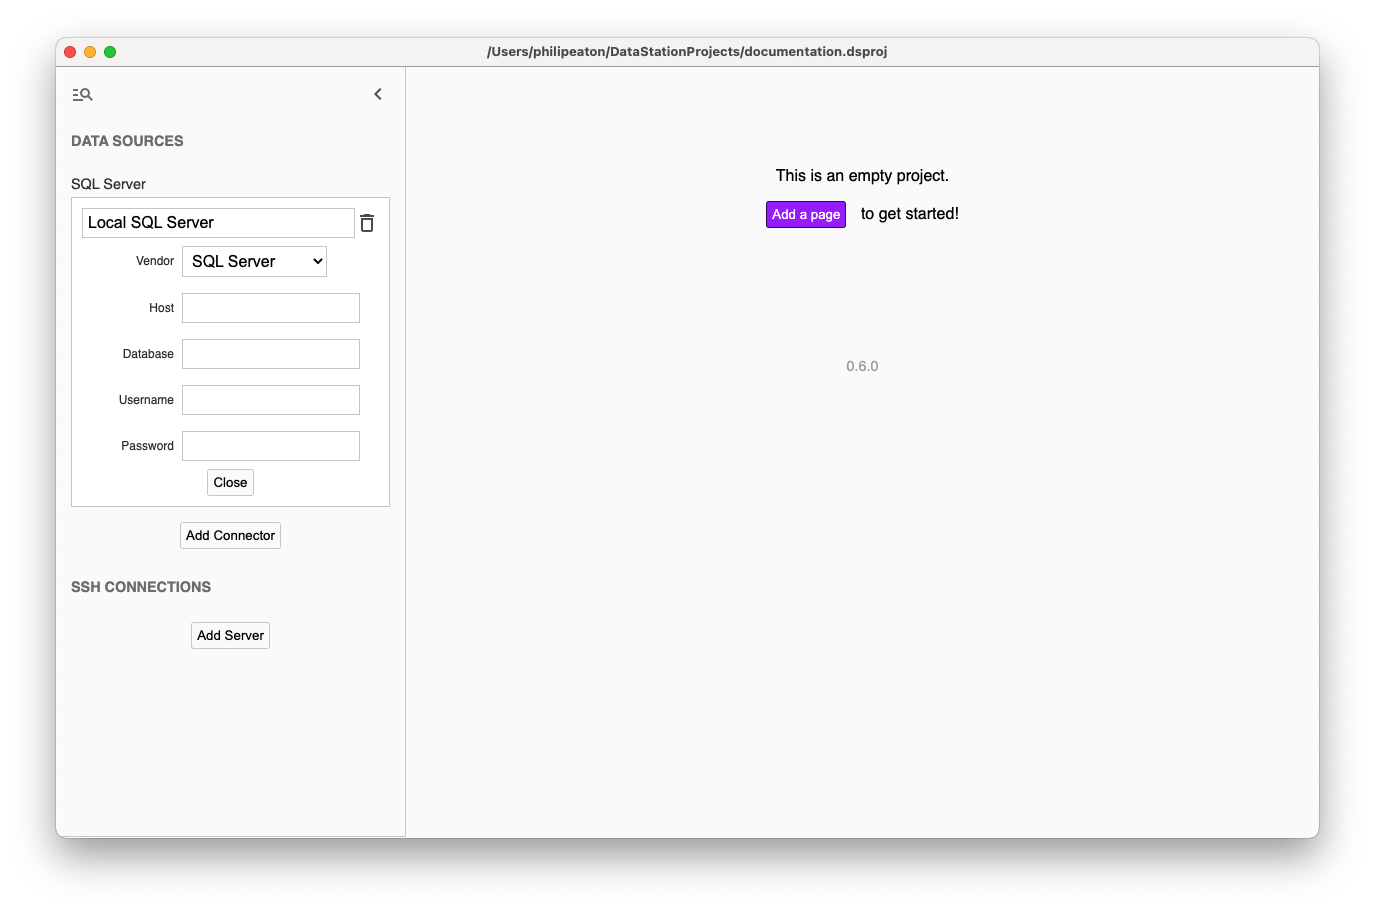 /Users/philipeaton/DataStationProjects/documentation.dsproj
DATA SOURCES
SQL Server
Local SQL Server
Vendor SQL Server
Host
Database
Username
Password
Close
Add Connector
SSH CONNECTIONS
Add Server
This is an empty project.
Add a page to get started!
0.6.0